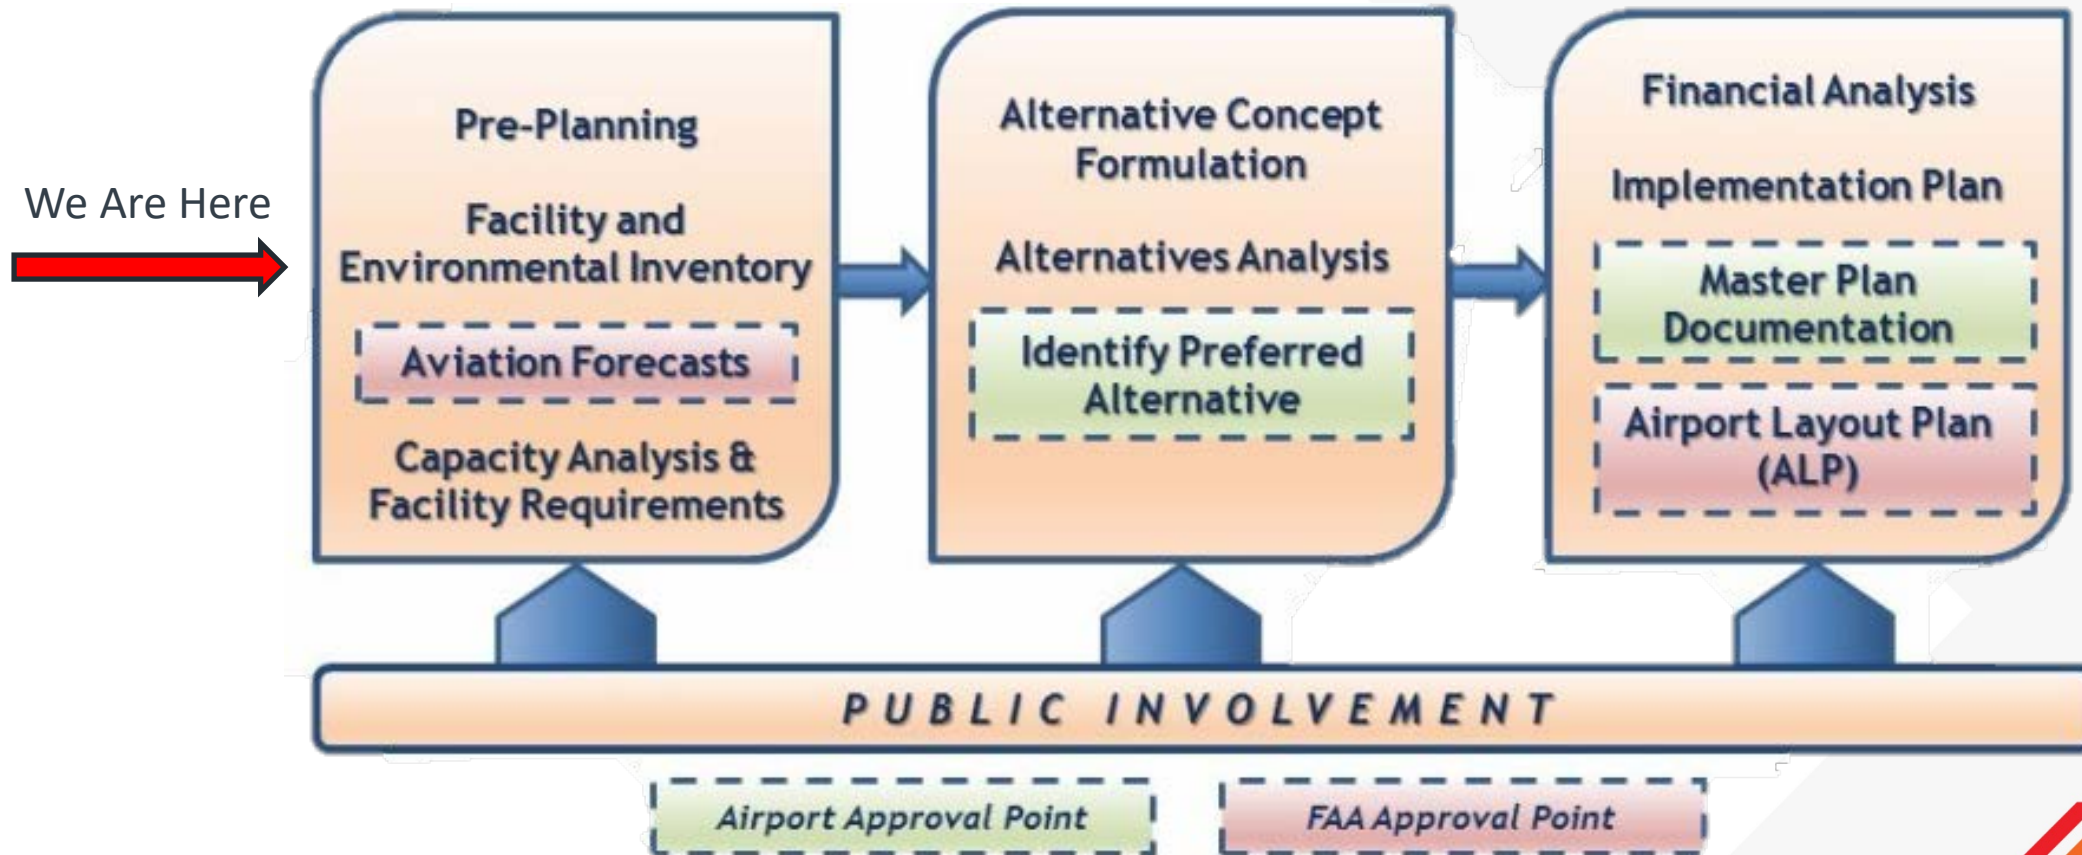 We Are Here
Pre-Planning
Facility and
Environmental Inventory
Aviation Forecasts
Capacity Analysis &
Facility Requirements
Alternative Concept
Formulation
Alternatives Analysis
Identify Preferred
Alternative
Financial Analysis
Implementation Plan
Master Plan
Documentation
Airport Layout Plan
(ALP)
PUBLIC INVOLVEMENT
Airport Approval Point
FAA Approval Point